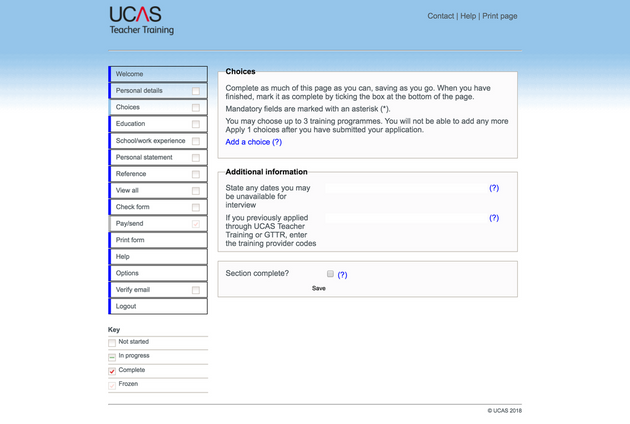 UCAS
Teacher Training
Contact | Help | Print page
Welcome
Personal details
Choices
Education
School/work experience
Personal statement
Reference
View all
Check form
Pay/send
Print form
Help
Options
Verify email
Logout
Key
Not started
In progress
Complete
Frozen
Choices
Complete as much of this page as you can, saving as you go. When you have
finished, mark it as complete by ticking the box at the bottom of the page.
Mandatory fields are marked with an asterisk (*).
You may choose up to 3 training programmes. You will not be able to add any more
Apply 1 choices after you have submitted your application.
Add a choice (?)
Additional information
State any dates you may (?)
be unavailable for
interview
If you previously applied (?)
through UCAS Teacher
Training or GTTR, enter
the training provider codes
Section complete? (?)
Save
© UCAS 2018